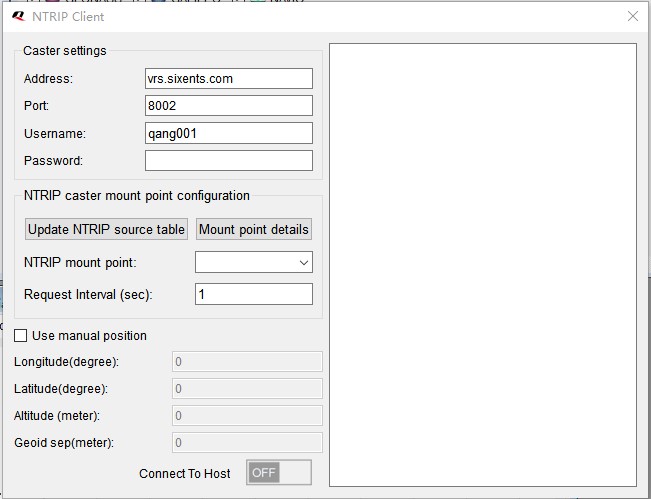 NTRIP Client
Caster settings
Address: vrs.sixents.com
Port: 8002
Username: qang001
Password:
NTRIP caster mount point configuration
Update NTRIP source table Mount point details
NTRIP mount point:
Request Interval (sec): 1
Use manual position
Longitude(degree): 0
Latitude(degree): 0
Altitude (meter): 0
Geoid sep(meter): 0
Connect To Host OFF